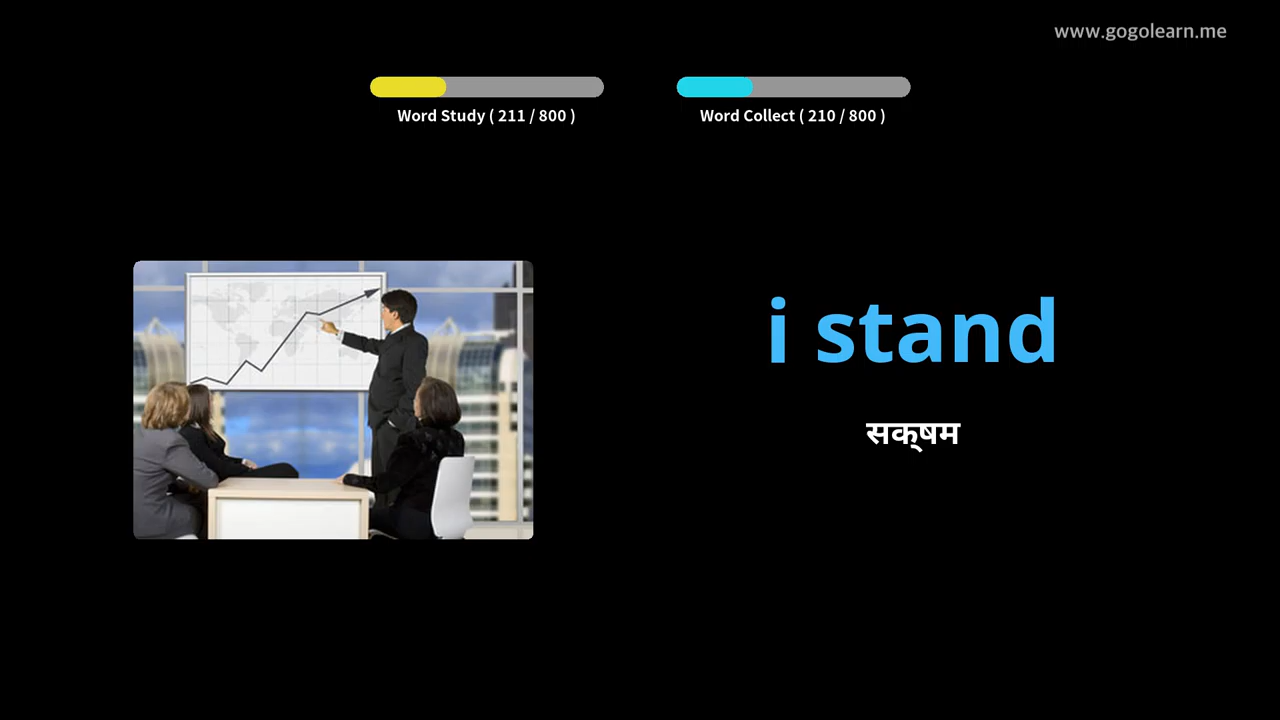 www.gogolearn.me
Word Study ( 211 / 800 )
Word Collect ( 210 / 800 )
i stand
सक्षम